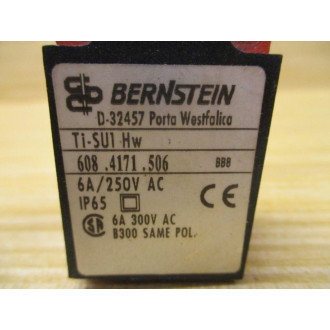 BERNSTEIN
D-32457 Porta Westfalica
Ti-SU1 Hw
608.4171.506 BBB
6A/250V AC
IP65 CE
6A 300V AC
B300 SAME POL.